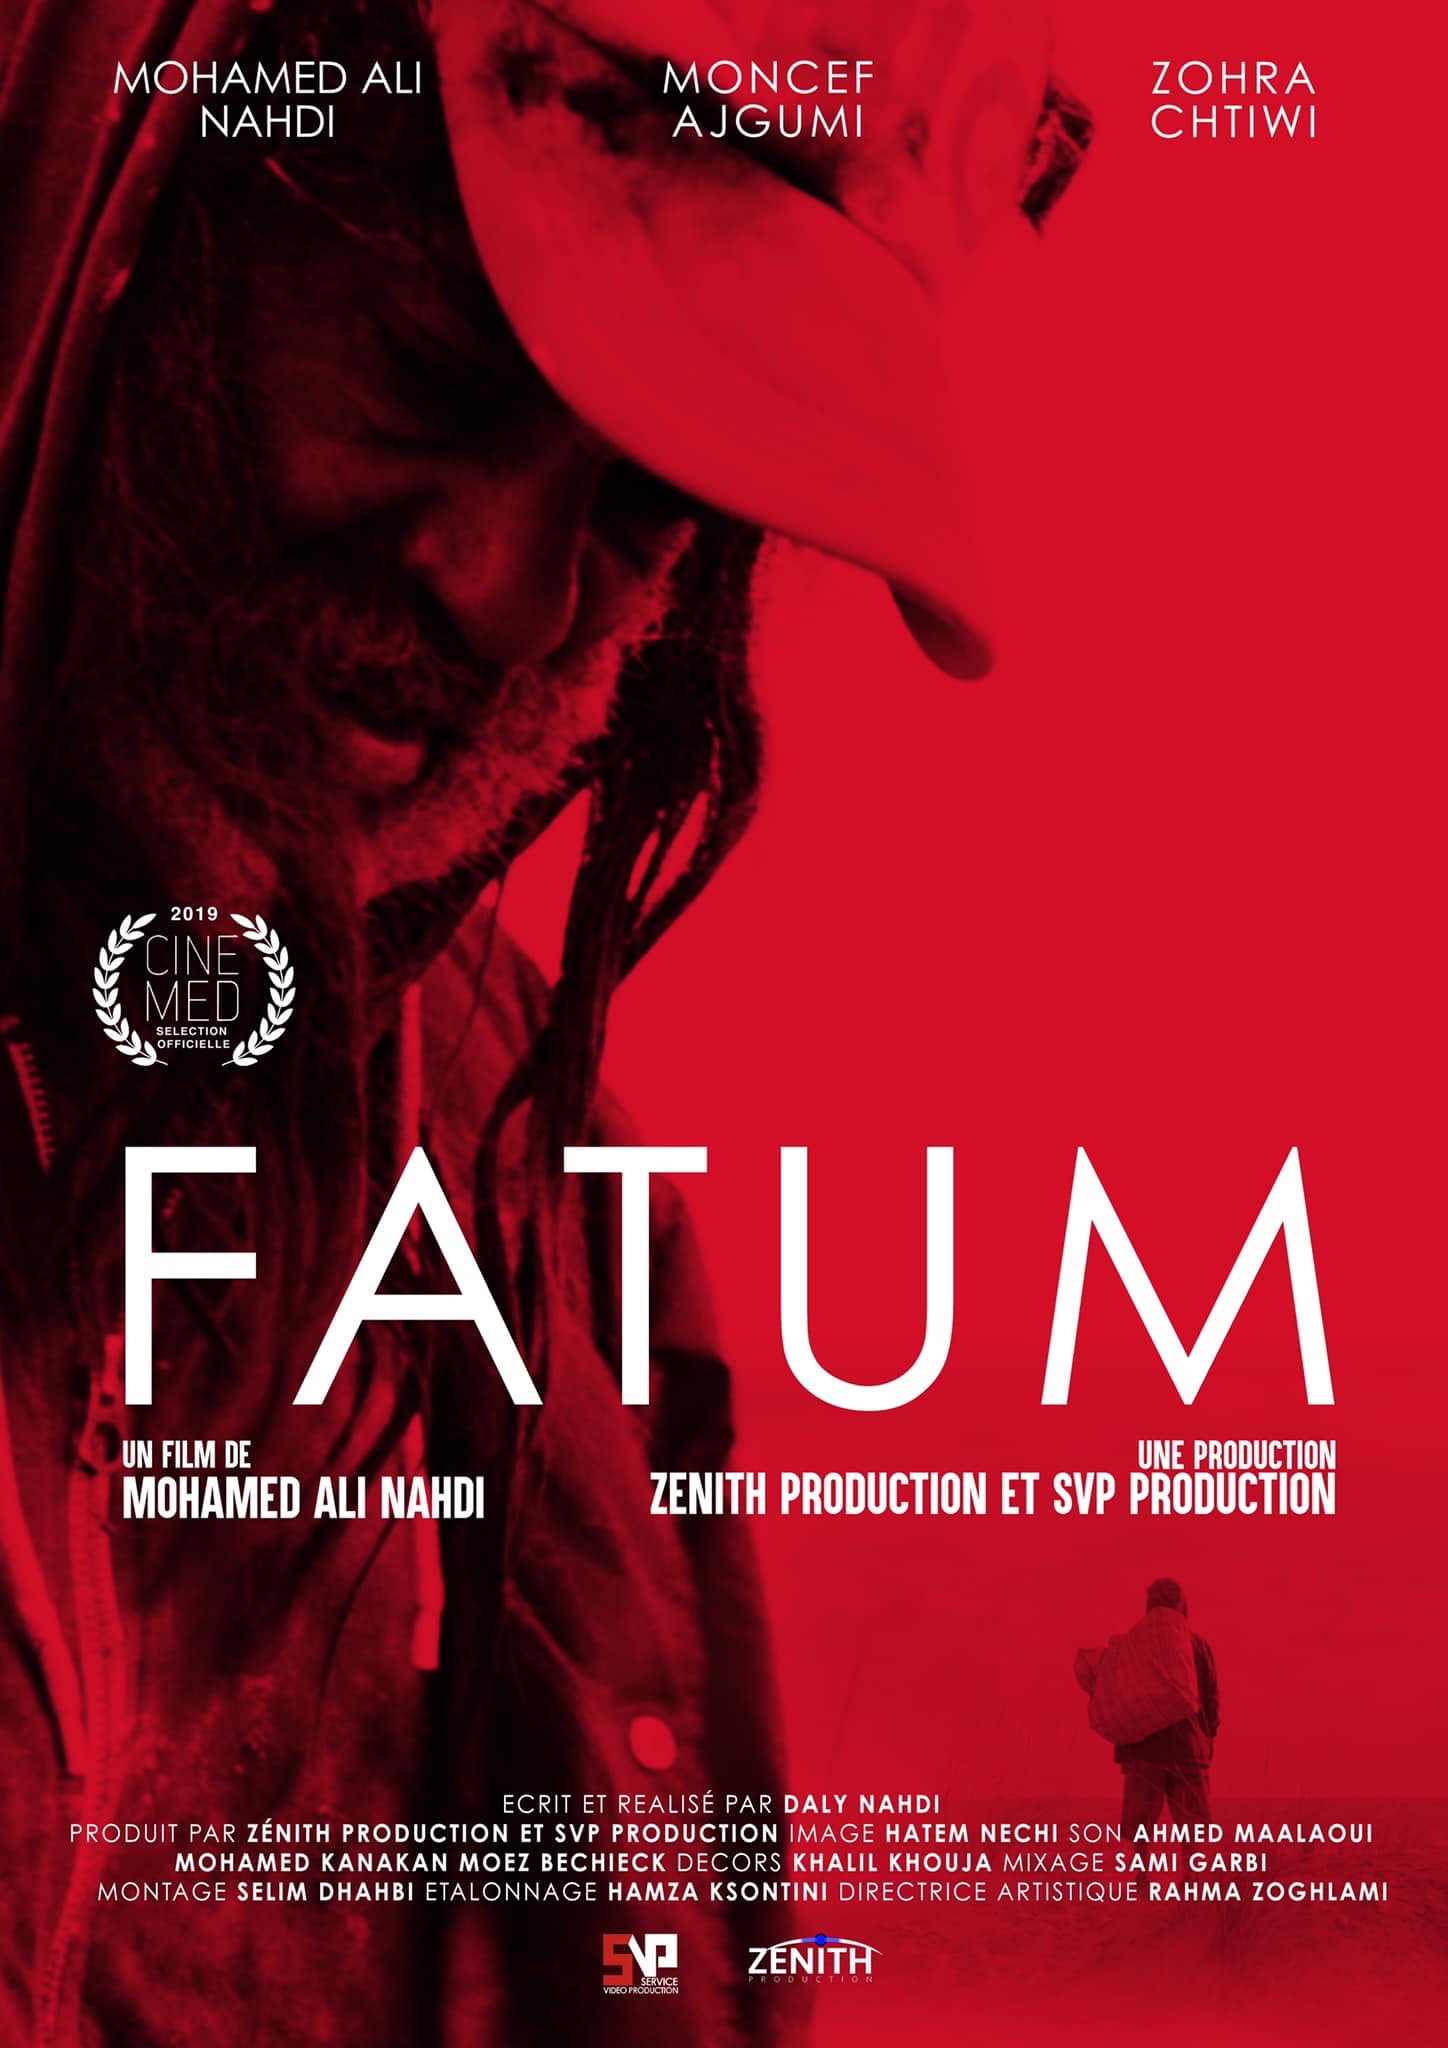 MOHAMED ALI
NAHDI
MONCEF
AJGUMI
ZOHRA
CHTIWI
2019
CINE
MED
SELECTION
OFFICIELLE
FATUM
UN FILM DE
MOHAMED ALI NAHDI
UNE PRODUCTION
ZENITH PRODUCTION ET SVP PRODUCTION
ECRIT ET REALISÉ PAR DALY NAHDI
PRODUIT PAR ZÉNITH PRODUCTION ET SVP PRODUCTION IMAGE HATEM NECHI SON AHMED MAALAOUI
MOHAMED KANAKAN MOEZ BECHIECK DECORS KHALIL KHOUJA MIXAGE SAMI GARBI
MONTAGE SELIM DHAHBI ETALONNAGE HAMZA KSONTINI DIRECTRICE ARTISTIQUE RAHMA ZOGHLAMI
SVP
SERVICE
VIDEO PRODUCTION
ZENITH
PRODUCTION